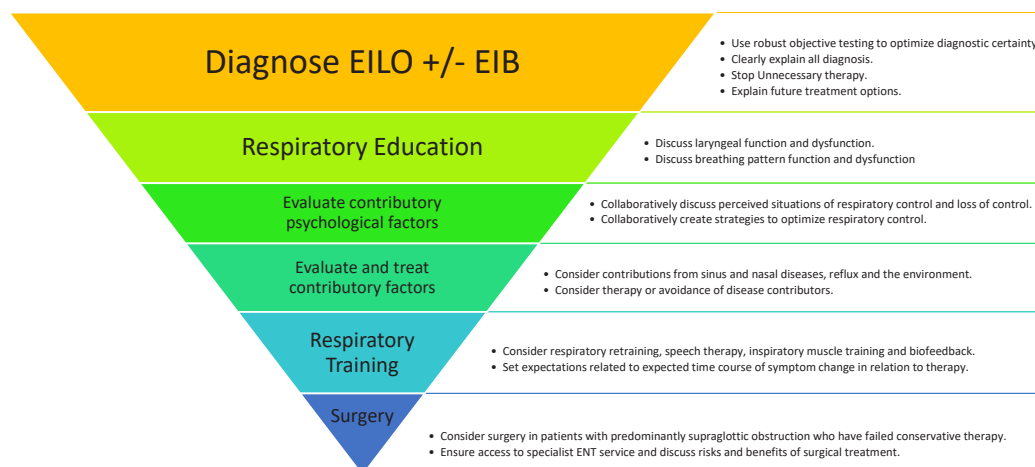 Diagnose EILO +/- EIB
• Use robust objective testing to optimize diagnostic certainty
• Clearly explain all diagnosis.
• Stop Unnecessary therapy.
• Explain future treatment options.
Respiratory Education
• Discuss laryngeal function and dysfunction.
• Discuss breathing pattern function and dysfunction
Evaluate contributory
psychological factors
• Collaboratively discuss perceived situations of respiratory control and loss of control.
• Collaboratively create strategies to optimize respiratory control.
Evaluate and treat
contributory factors
• Consider contributions from sinus and nasal diseases, reflux and the environment.
• Consider therapy or avoidance of disease contributors.
Respiratory
Training
• Consider respiratory retraining, speech therapy, inspiratory muscle training and biofeedback.
• Set expectations related to expected time course of symptom change in relation to therapy.
Surgery
• Consider surgery in patients with predominantly supraglottic obstruction who have failed conservative therapy.
• Ensure access to specialist ENT service and discuss risks and benefits of surgical treatment.